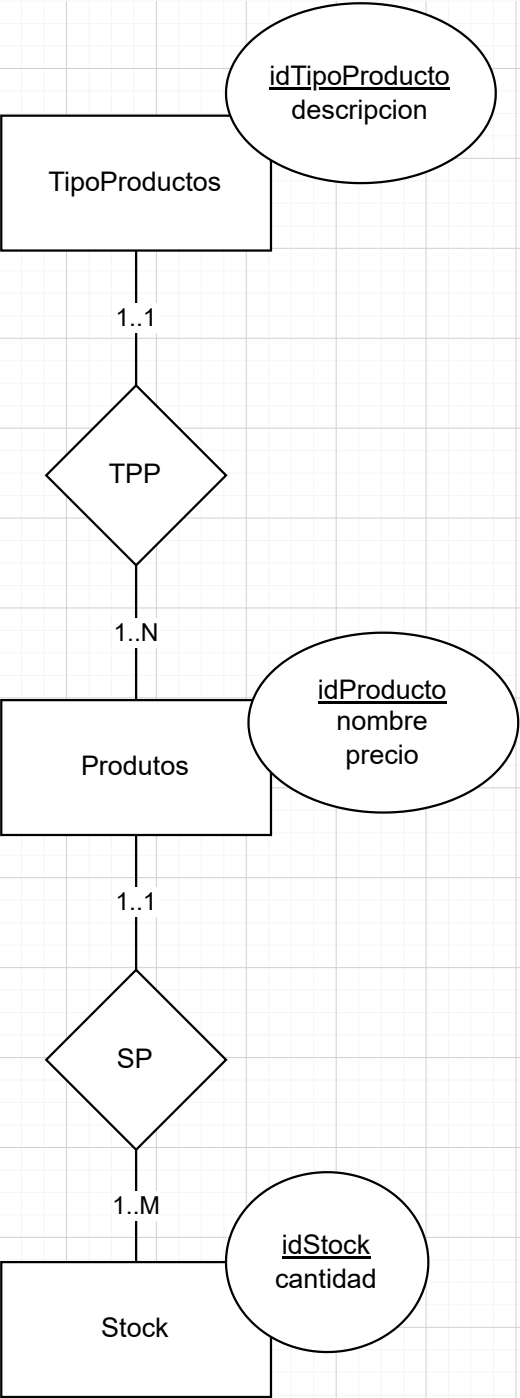 idTipoProducto
descripcion
TipoProductos
1..1
TPP
1..N
idProducto
nombre
precio
Produtos
1..1
SP
1..M
idStock
cantidad
Stock